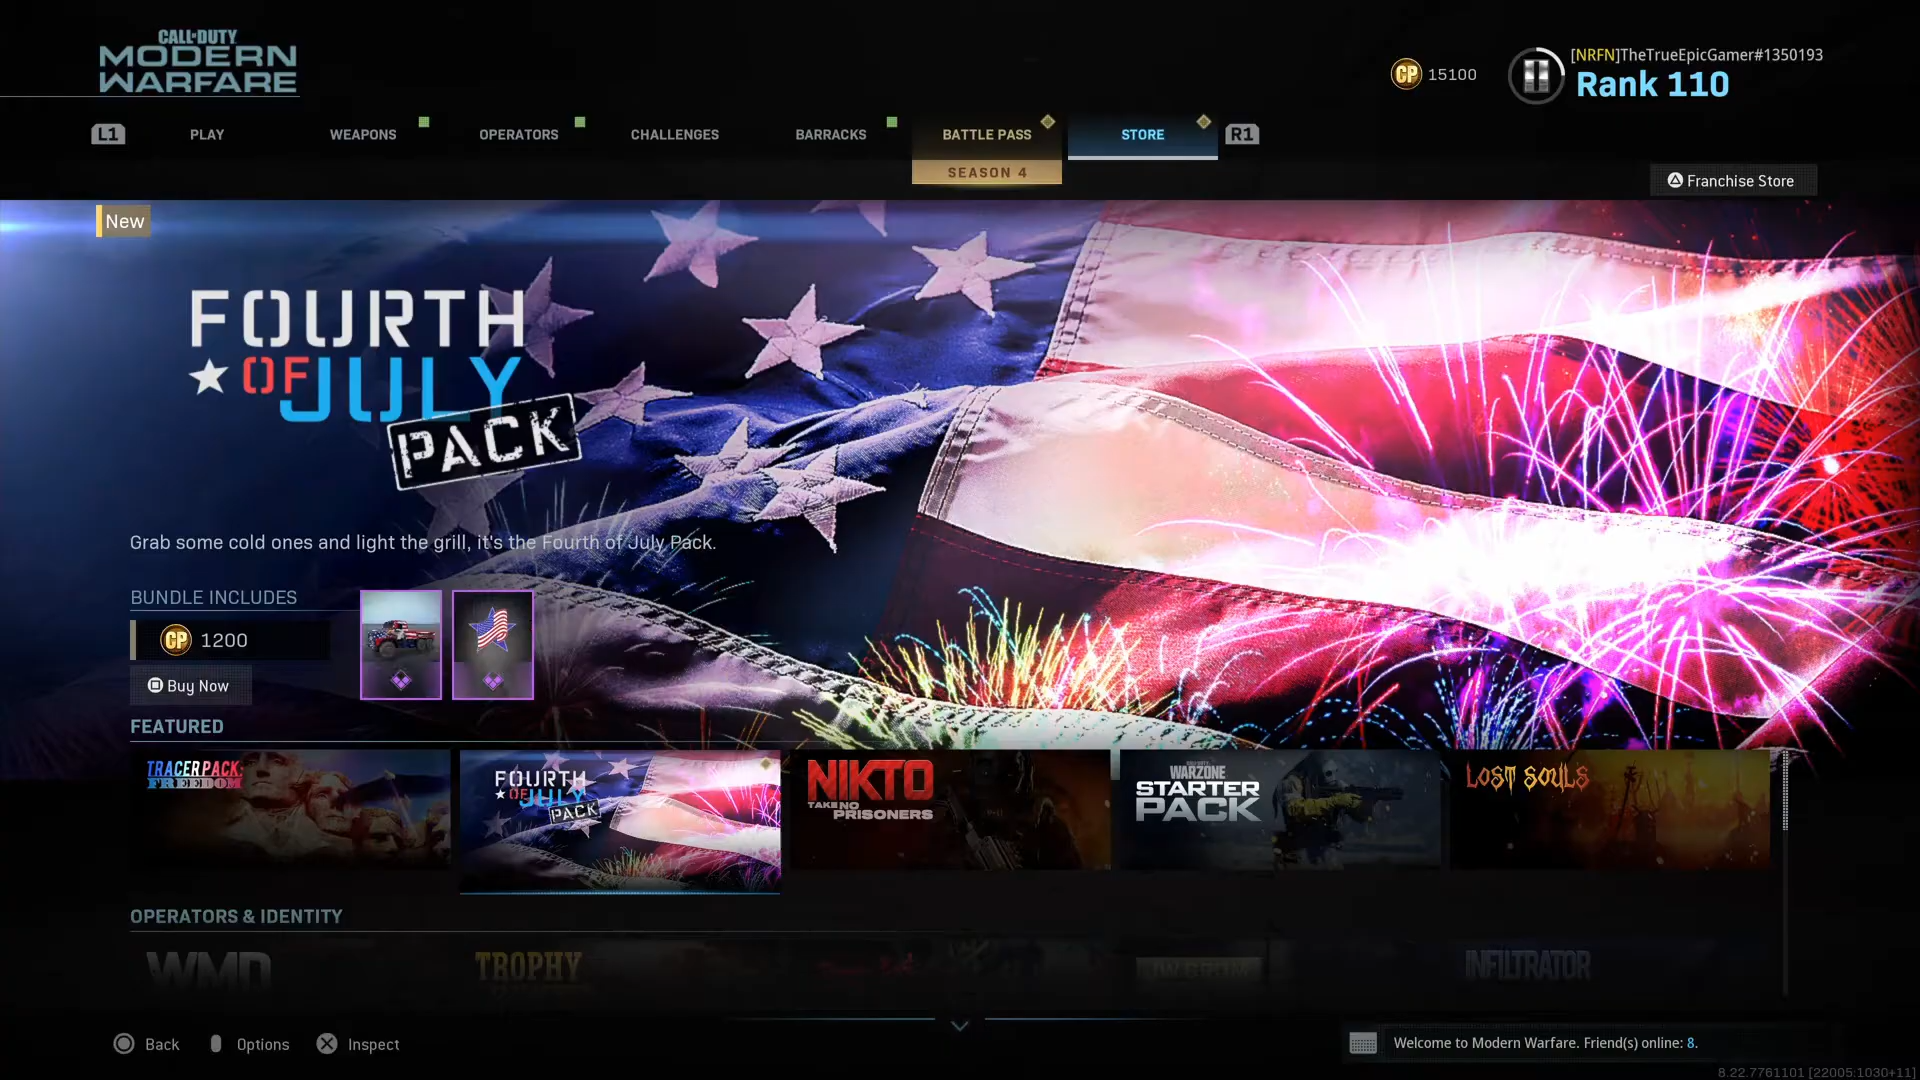 CALL OF DUTY
MODERN
WARFARE
CP 15100
[NRFN]TheTrueEpicGamer#1350193
Rank 110
L1
PLAY
WEAPONS
OPERATORS
CHALLENGES
BARRACKS
BATTLE PASS
STORE
R1
SEASON 4
Franchise Store
New
FOURTH
OF JULY
PACK
Grab some cold ones and light the grill, it's the Fourth of July Pack.
BUNDLE INCLUDES
CP 1200
Buy Now
FEATURED
TRACER PACK:
FREEDOM
FOURTH
OF JULY
PACK
NIKTO
TAKE NO
PRISONERS
CALL OF DUTY
WARZONE
STARTER
PACK
LOST SOULS
OPERATORS & IDENTITY
WMD
TROPHY
INFILTRATOR
Back
Options
Inspect
Welcome to Modern Warfare. Friend(s) online: 8.
8.22.7761101 [22005:1030+11]